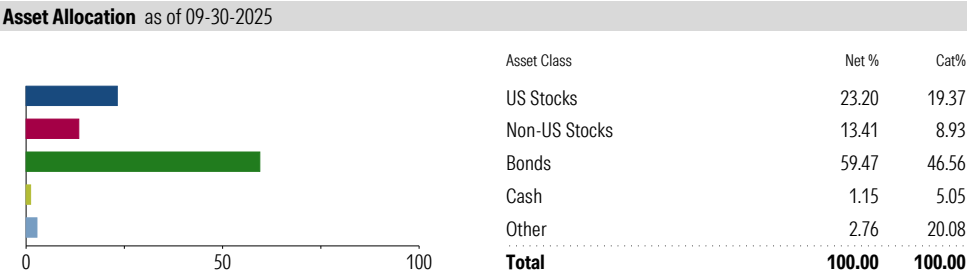 Asset Allocation as of 09-30-2025
Asset Class Net % Cat%
US Stocks 23.20 19.37
Non-US Stocks 13.41 8.93
Bonds 59.47 46.56
Cash 1.15 5.05
Other 2.76 20.08
0 50 100
Total 100.00 100.00